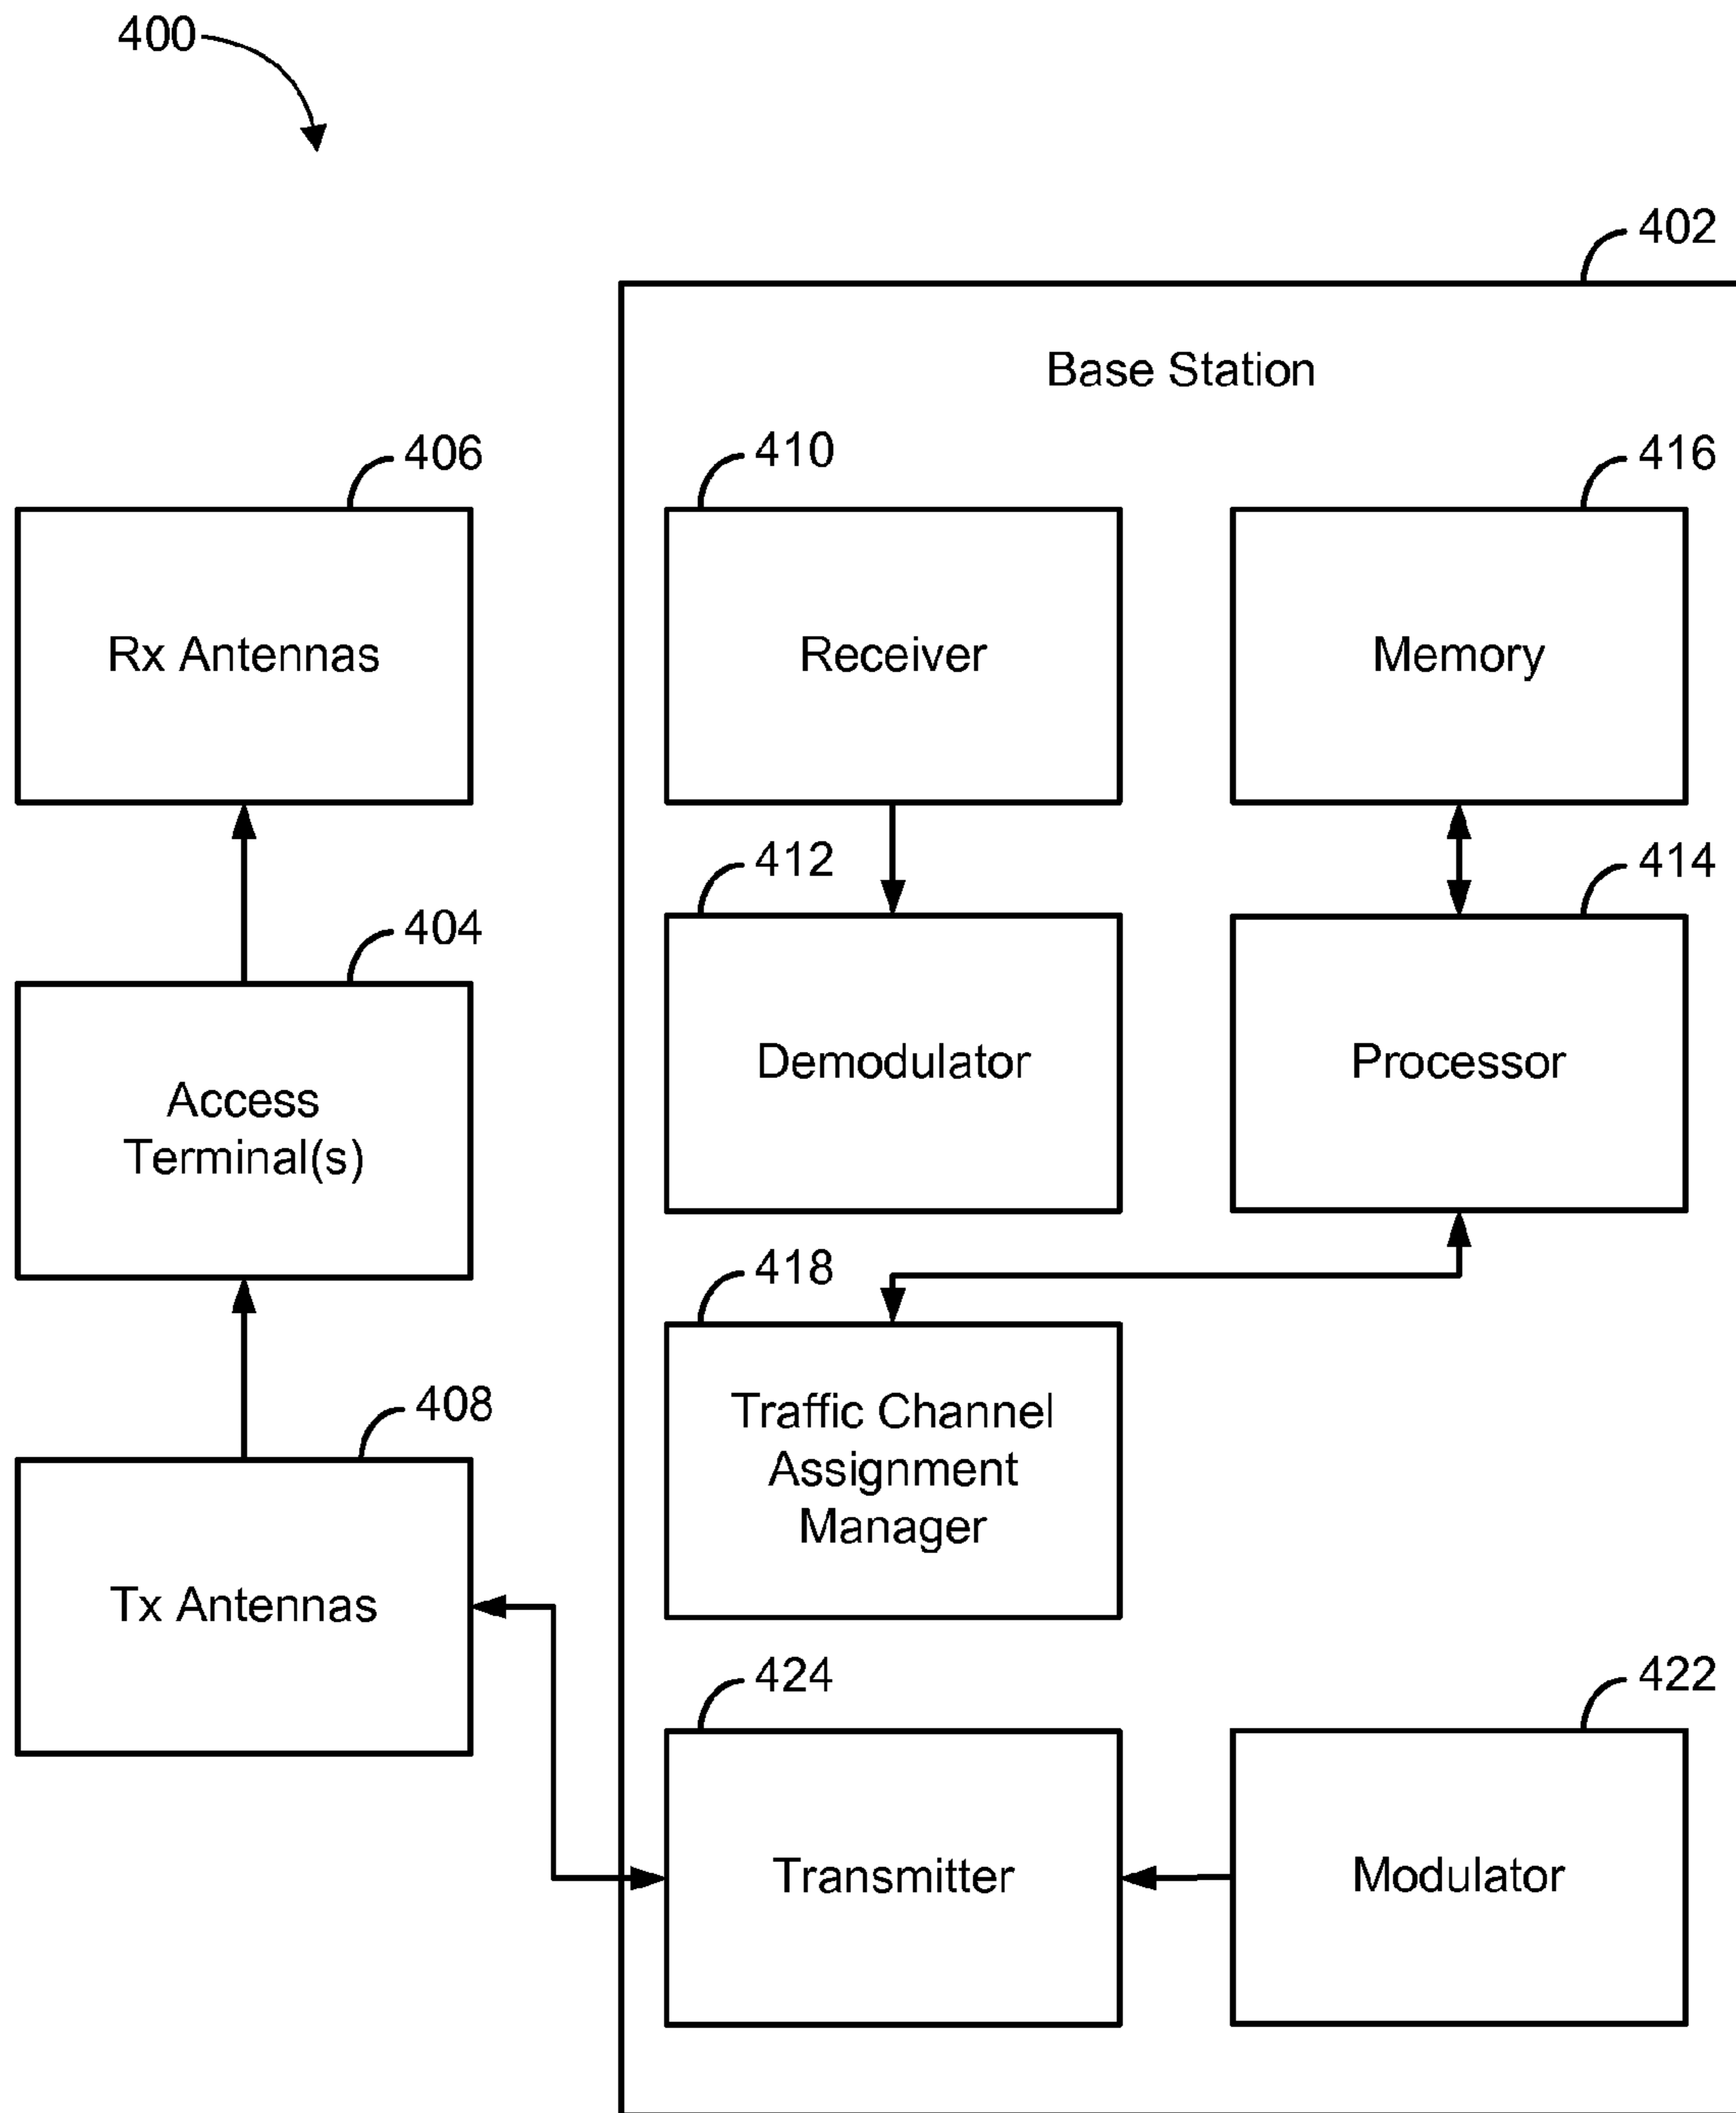 400
402
Base Station
406
410
416
Rx Antennas
Receiver
Memory
412
414
404
Demodulator
Processor
Access
Terminal(s)
418
408
Traffic Channel
Assignment
Manager
Tx Antennas
424
422
Transmitter
Modulator